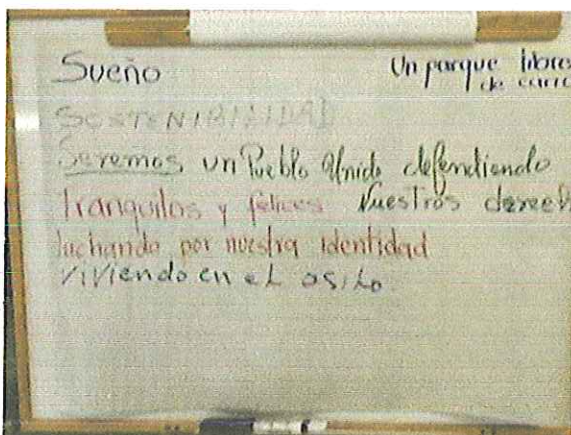 Sueño
Un parque libre
de carro
SOSTENIBILIDAD
Seremos un Pueblo Unido defendiendo
tranquilos y felices Nuestros derech
luchando por nuestra identidad
viviendo en el asilo